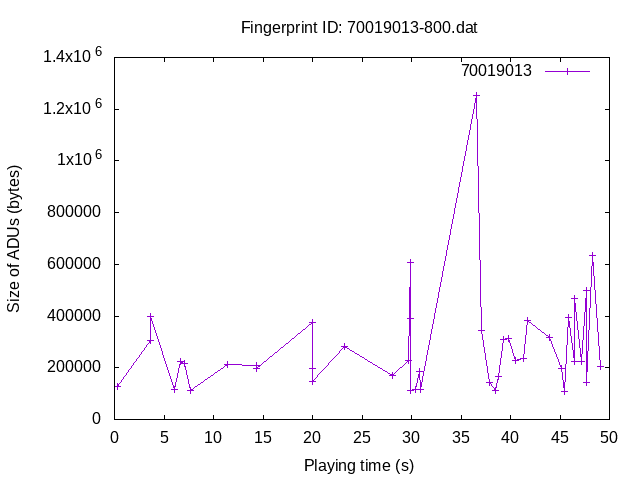 Fingerprint ID: 70019013-800.dat
70019013
Size of ADUs (bytes)
1.4x10^6
1.2x10^6
1x10^6
800000
600000
400000
200000
0
0 5 10 15 20 25 30 35 40 45 50
Playing time (s)